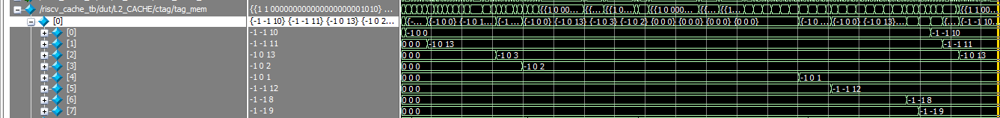 /riscv_cache_tb/dut/L2_CACHE/ctag/tag_mem {{1 1 00000000000000000001010} ... {{1 0 00... {{... {{1 0... {{1 0 000... {{... {{1 0... {{... {{1 1 00...
[0] {-1 -1 10} {-1 -1 11} {-1 0 13} {-1 0 2... {-... {-1 0 0} {-1 0 1... {-1 ... {-1 0 0} {-1 0 13} {-1 0 3} {-1 0 2} {0 0 0} {0 0 0} {0 0 0} {0 0 0} {-1 0 ... {-1 0 0} {-1 0 13}... {... {-1 -1 10...
[0] -1 -1 10 -1 0 0 -1 -1 10
[1] -1 -1 11 0 0 0 -1 0 13 -1 -1 11
[2] -1 0 13 0 0 0 -1 0 3 -1 0 13
[3] -1 0 2 0 0 0 -1 0 2
[4] -1 0 1 0 0 0 -1 0 1
[5] -1 -1 12 0 0 0 -1 -1 12
[6] -1 -1 8 0 0 0 -1 -1 8
[7] -1 -1 9 0 0 0 -1 -1 9